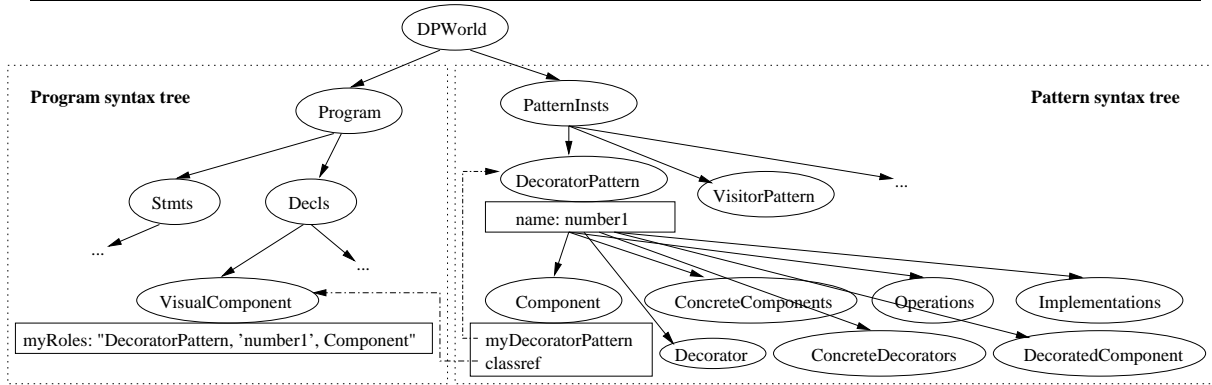 DPWorld
Program syntax tree
Pattern syntax tree
Program
PatternInsts
Stmts
Decls
DecoratorPattern
VisitorPattern
...
name: number1
...
...
VisualComponent
Component
ConcreteComponents
Operations
Implementations
myRoles: "DecoratorPattern, 'number1', Component"
myDecoratorPattern
classref
Decorator
ConcreteDecorators
DecoratedComponent